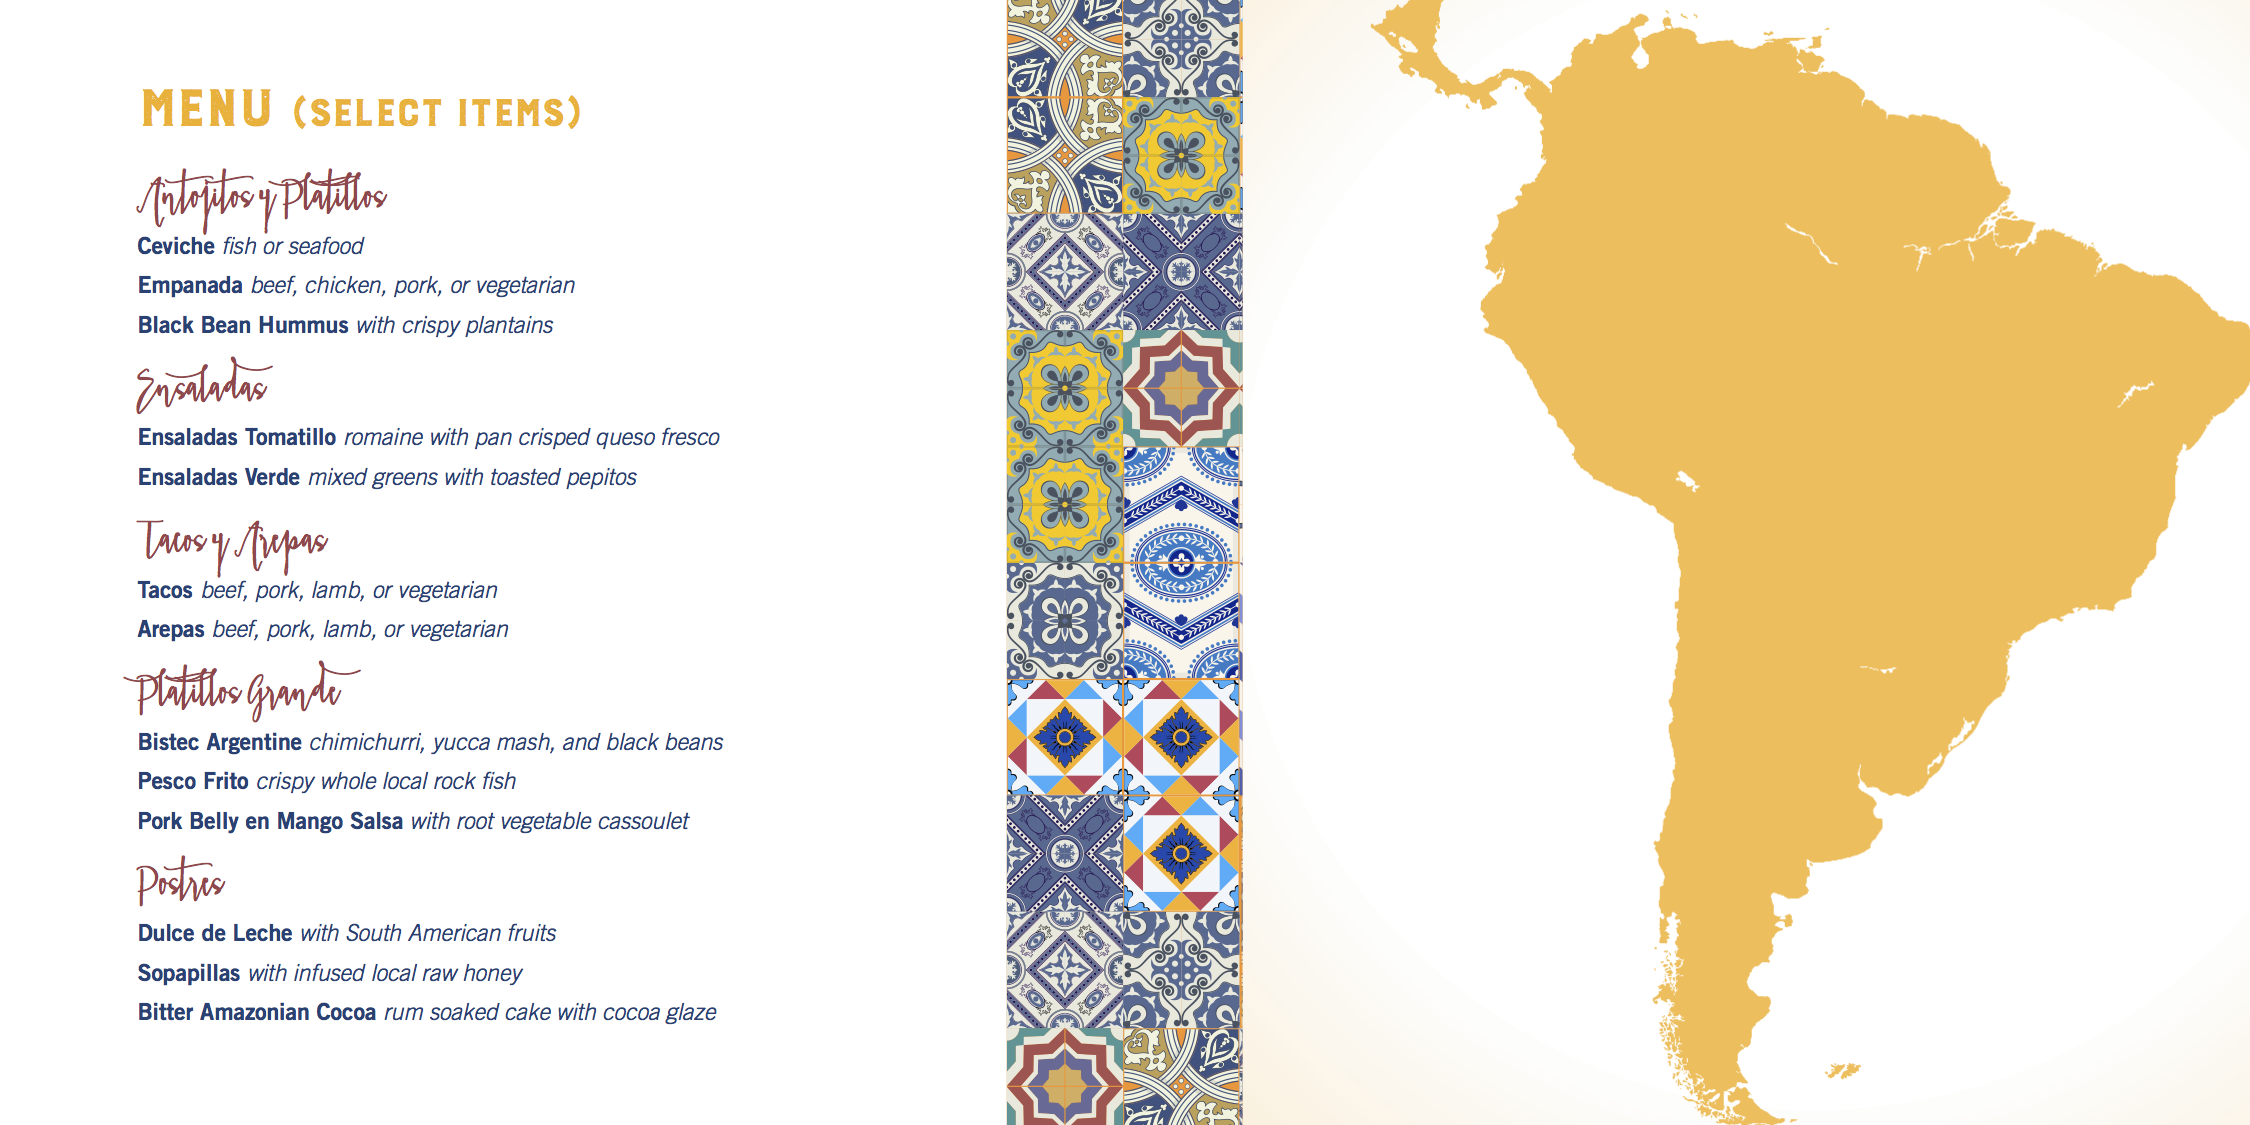 MENU (SELECT ITEMS)
Antojitos y Platillos
Ceviche fish or seafood
Empanada beef, chicken, pork, or vegetarian
Black Bean Hummus with crispy plantains
Ensaladas
Ensaladas Tomatillo romaine with pan crisped queso fresco
Ensaladas Verde mixed greens with toasted pepitos
Tacos y Arepas
Tacos beef, pork, lamb, or vegetarian
Arepas beef, pork, lamb, or vegetarian
Platillos Grande
Bistec Argentine chimichurri, yucca mash, and black beans
Pesco Frito crispy whole local rock fish
Pork Belly en Mango Salsa with root vegetable cassoulet
Postres
Dulce de Leche with South American fruits
Sopapillas with infused local raw honey
Bitter Amazonian Cocoa rum soaked cake with cocoa glaze